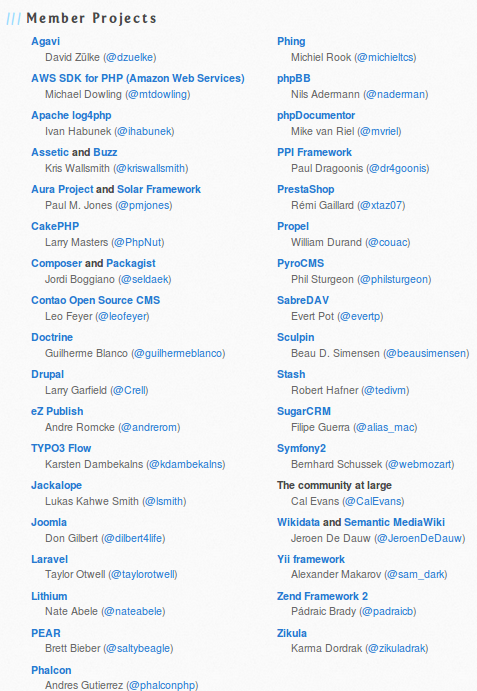 /// Member Projects
Agavi
David Zülke (@dzuelke)
AWS SDK for PHP (Amazon Web Services)
Michael Dowling (@mtdowling)
Apache log4php
Ivan Habunek (@ihabunek)
Assetic and Buzz
Kris Wallsmith (@kriswallsmith)
Aura Project and Solar Framework
Paul M. Jones (@pmjones)
CakePHP
Larry Masters (@PhpNut)
Composer and Packagist
Jordi Boggiano (@seldaek)
Contao Open Source CMS
Leo Feyer (@leofeyer)
Doctrine
Guilherme Blanco (@guilhermeblanco)
Drupal
Larry Garfield (@Crell)
eZ Publish
Andre Romcke (@andrerom)
TYPO3 Flow
Karsten Dambekalns (@kdambekalns)
Jackalope
Lukas Kahwe Smith (@lsmith)
Joomla
Don Gilbert (@dilbert4life)
Laravel
Taylor Otwell (@taylorotwell)
Lithium
Nate Abele (@nateabele)
PEAR
Brett Bieber (@saltybeagle)
Phalcon
Andres Gutierrez (@phalconphp)
Phing
Michiel Rook (@michieltcs)
phpBB
Nils Adermann (@naderman)
phpDocumentor
Mike van Riel (@mvriel)
PPI Framework
Paul Dragoonis (@dr4goonis)
PrestaShop
Rémi Gaillard (@xtaz07)
Propel
William Durand (@couac)
PyroCMS
Phil Sturgeon (@philsturgeon)
SabreDAV
Evert Pot (@evertp)
Sculpin
Beau D. Simensen (@beausimensen)
Stash
Robert Hafner (@tedivm)
SugarCRM
Filipe Guerra (@alias_mac)
Symfony2
Bernhard Schussek (@webmozart)
The community at large
Cal Evans (@CalEvans)
Wikidata and Semantic MediaWiki
Jeroen De Dauw (@JeroenDeDauw)
Yii framework
Alexander Makarov (@sam_dark)
Zend Framework 2
Pádraic Brady (@padraicb)
Zikula
Karma Dordrak (@zikuladrak)